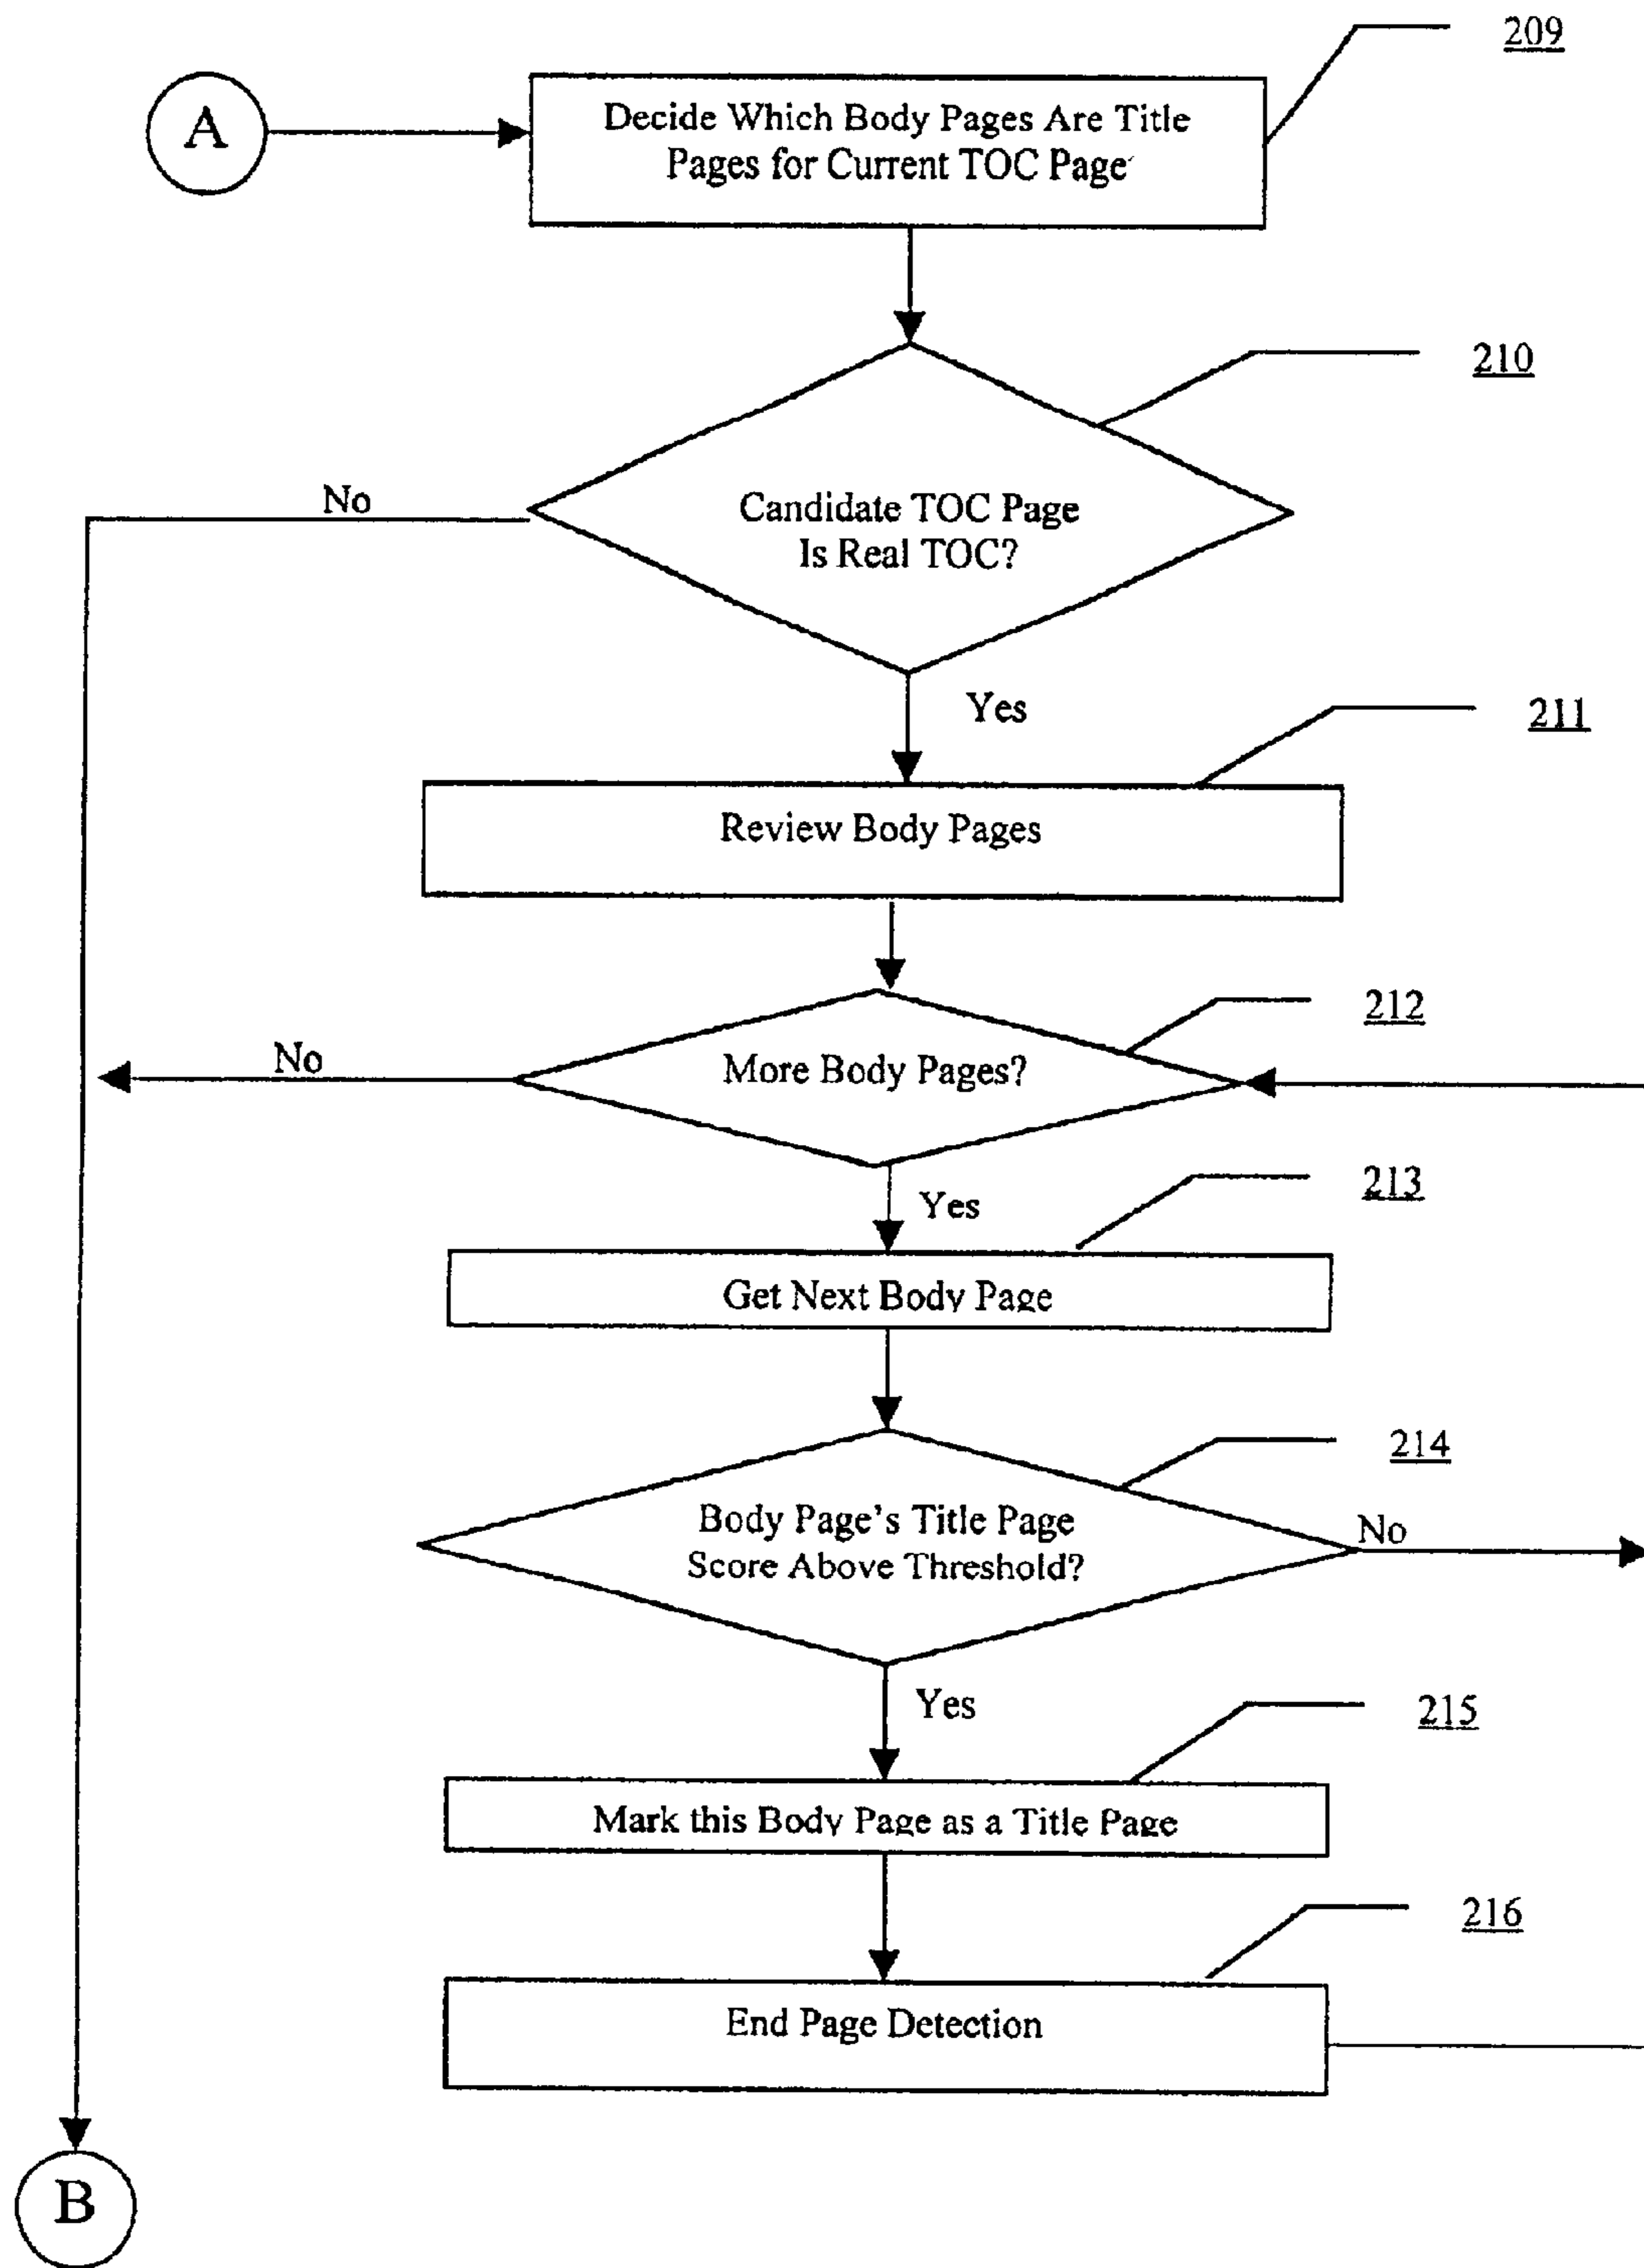 209
A
Decide Which Body Pages Are Title
Pages for Current TOC Page
210
No
Candidate TOC Page
Is Real TOC?
Yes
211
Review Body Pages
212
No
More Body Pages?
213
Yes
Get Next Body Page
214
Body Page's Title Page
Score Above Threshold?
No
Yes
215
Mark this Body Page as a Title Page
216
End Page Detection
B